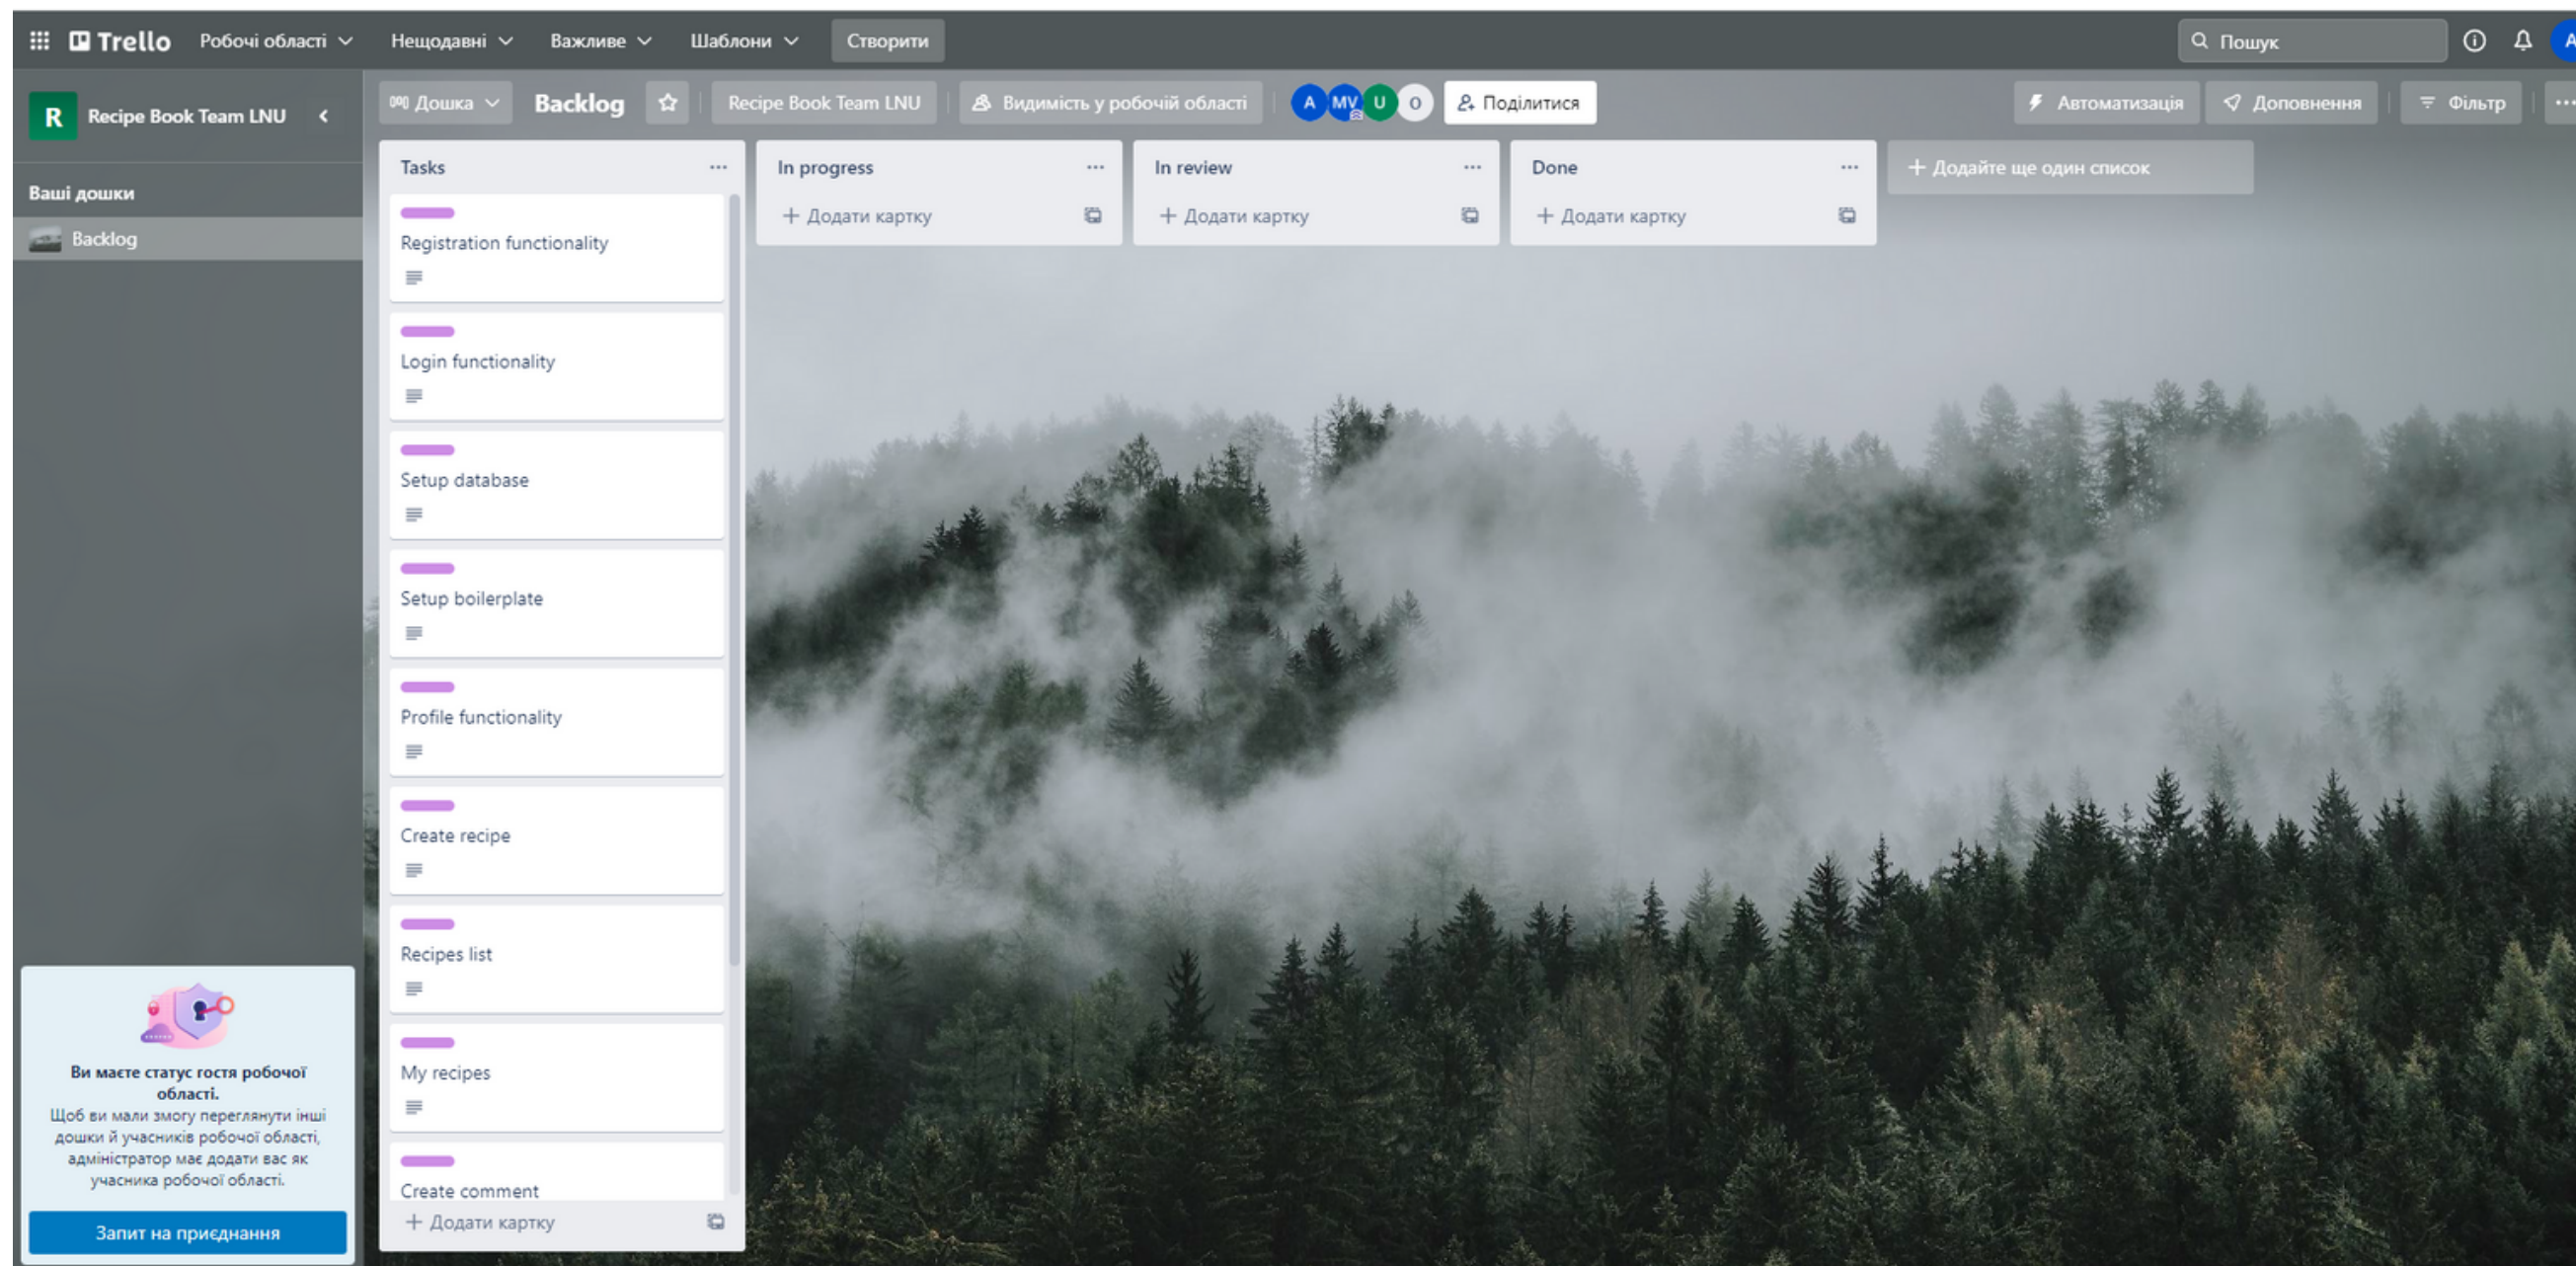 Trello Робочі області Нещодавні Важливе Шаблони Створити Пошук A
R Recipe Book Team LNU
Ваші дошки
Backlog
Ви маєте статус гостя робочої
області.
Щоб ви мали змогу переглянути інші
дошки й учасників робочої області,
адміністратор має додати вас як
учасника робочої області.
Запит на приєднання
Дошка Backlog Recipe Book Team LNU Видимість у робочій області A MV U O Поділитися Автоматизація Доповнення Фільтр
Tasks
Registration functionality
Login functionality
Setup database
Setup boilerplate
Profile functionality
Create recipe
Recipes list
My recipes
Create comment
+ Додати картку
In progress
+ Додати картку
In review
+ Додати картку
Done
+ Додати картку
+ Додайте ще один список